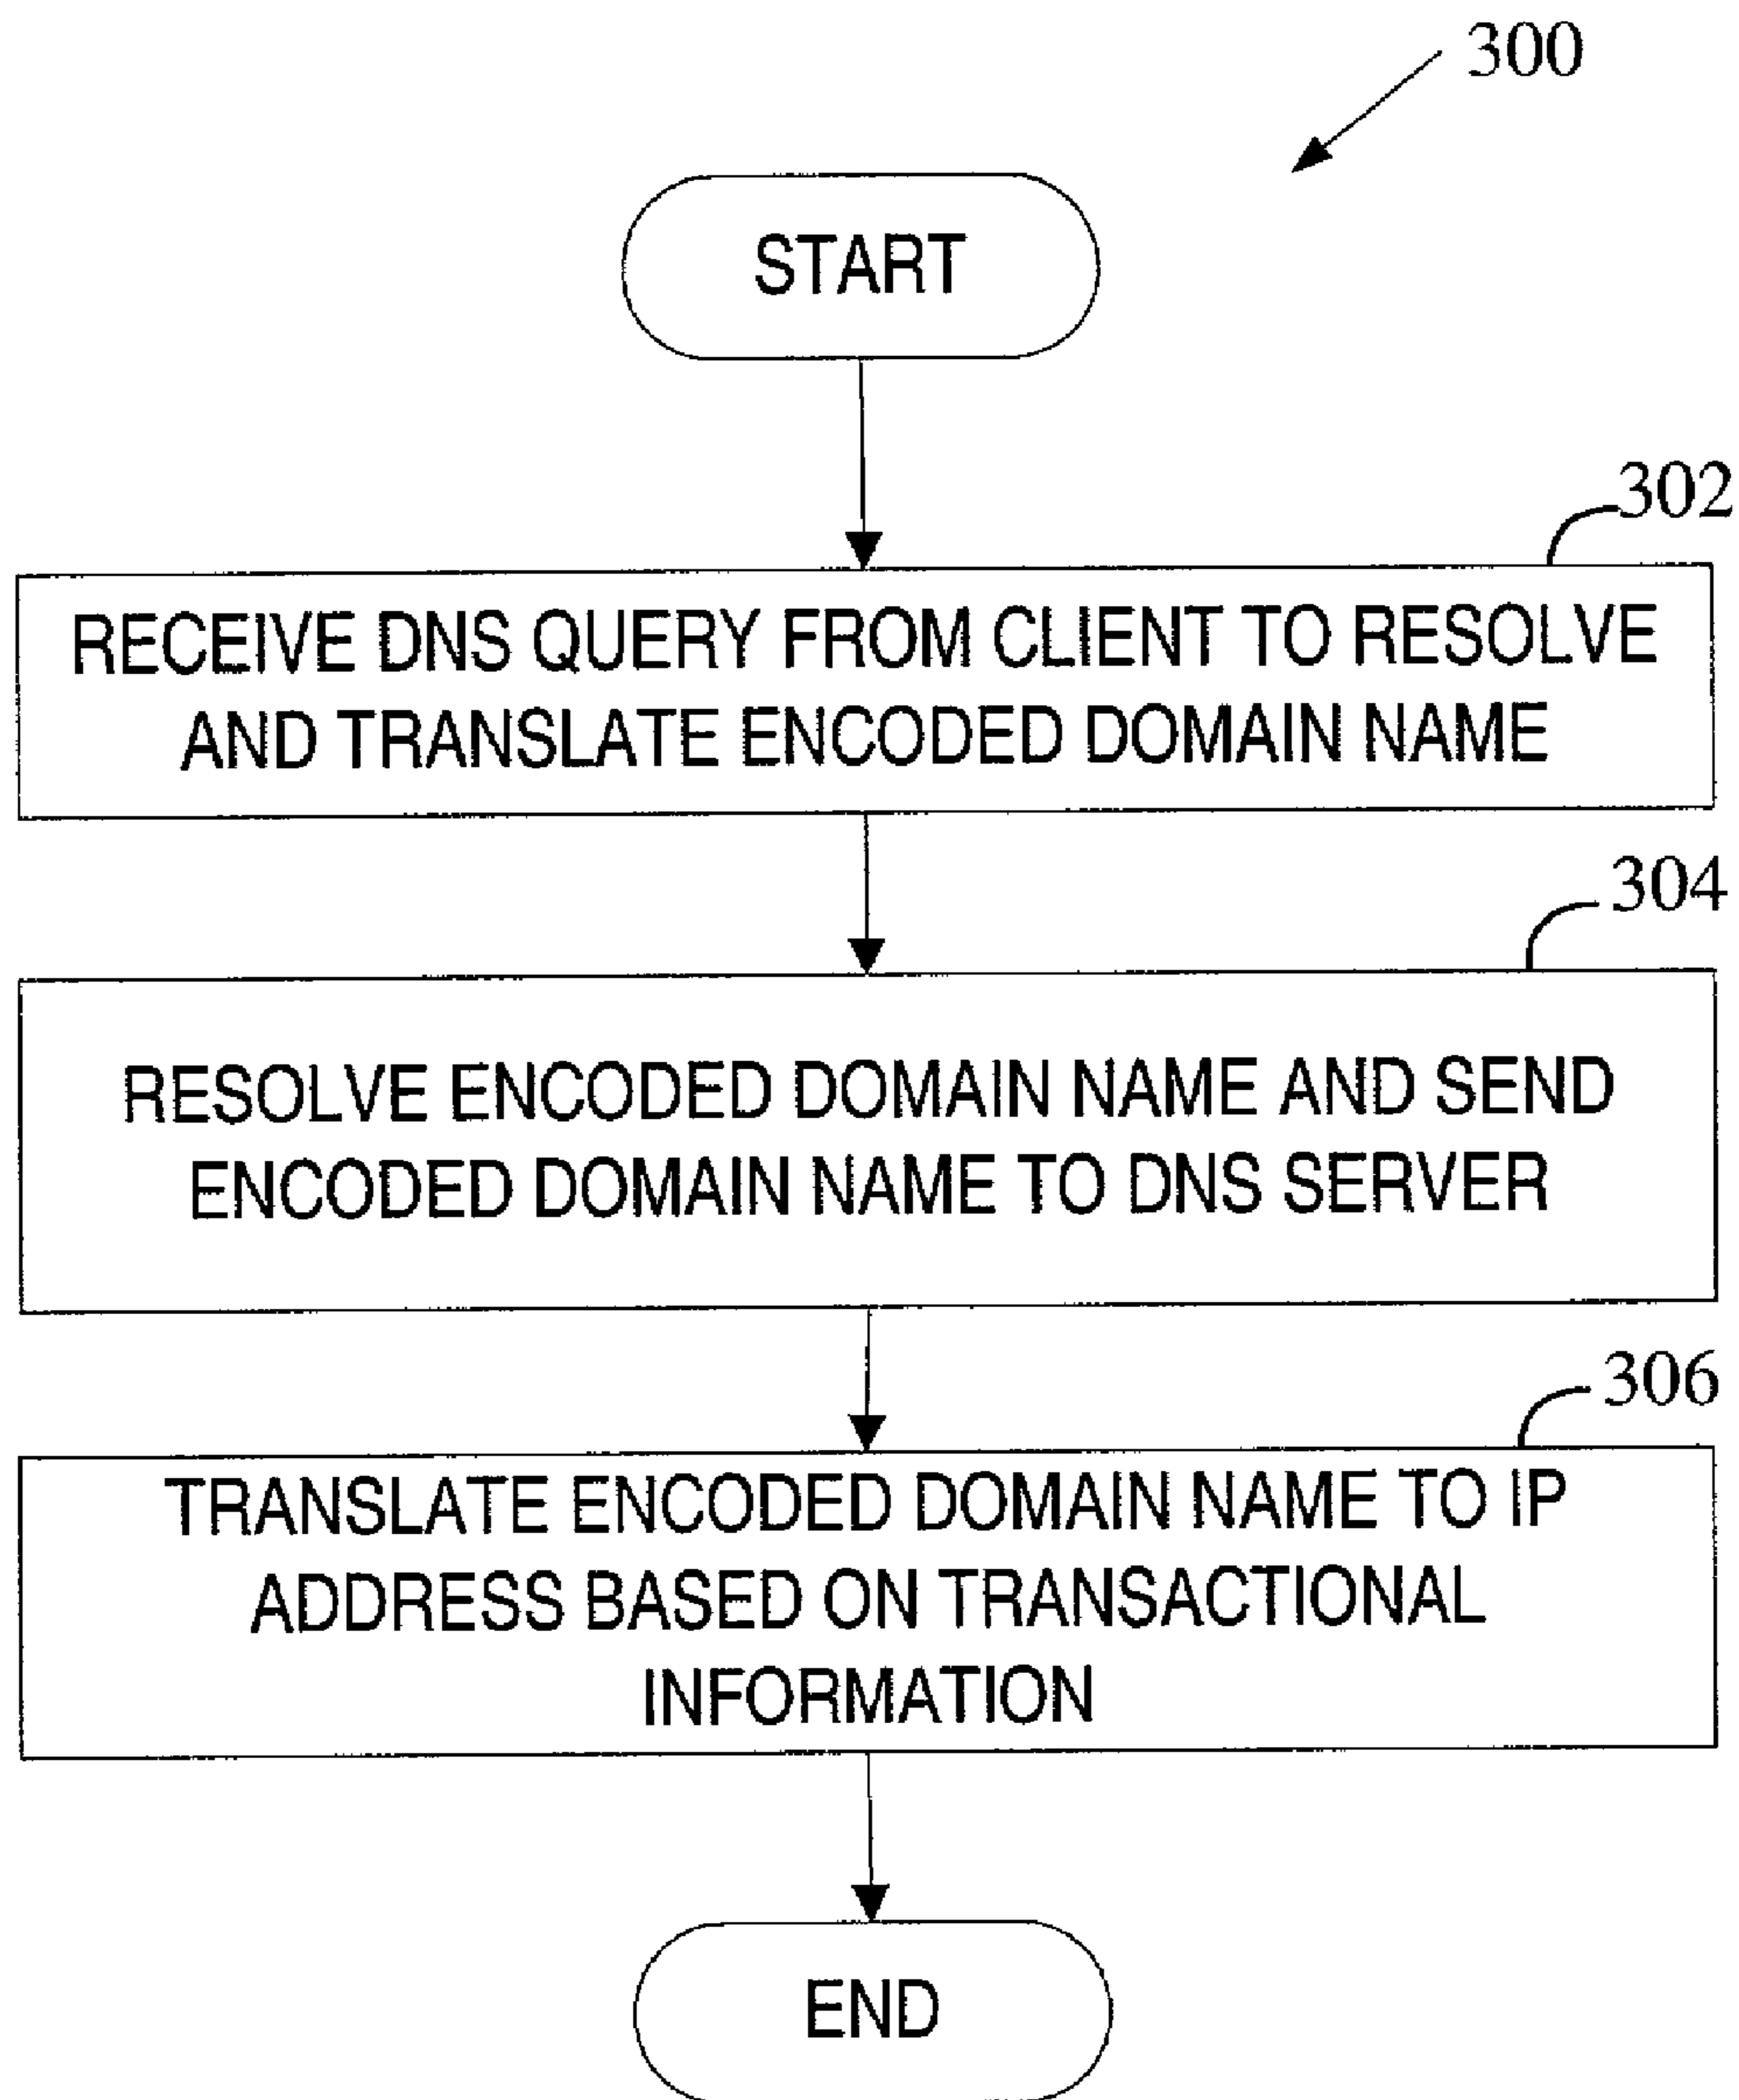 300
START
302
RECEIVE DNS QUERY FROM CLIENT TO RESOLVE
AND TRANSLATE ENCODED DOMAIN NAME
304
RESOLVE ENCODED DOMAIN NAME AND SEND
ENCODED DOMAIN NAME TO DNS SERVER
306
TRANSLATE ENCODED DOMAIN NAME TO IP
ADDRESS BASED ON TRANSACTIONAL
INFORMATION
END